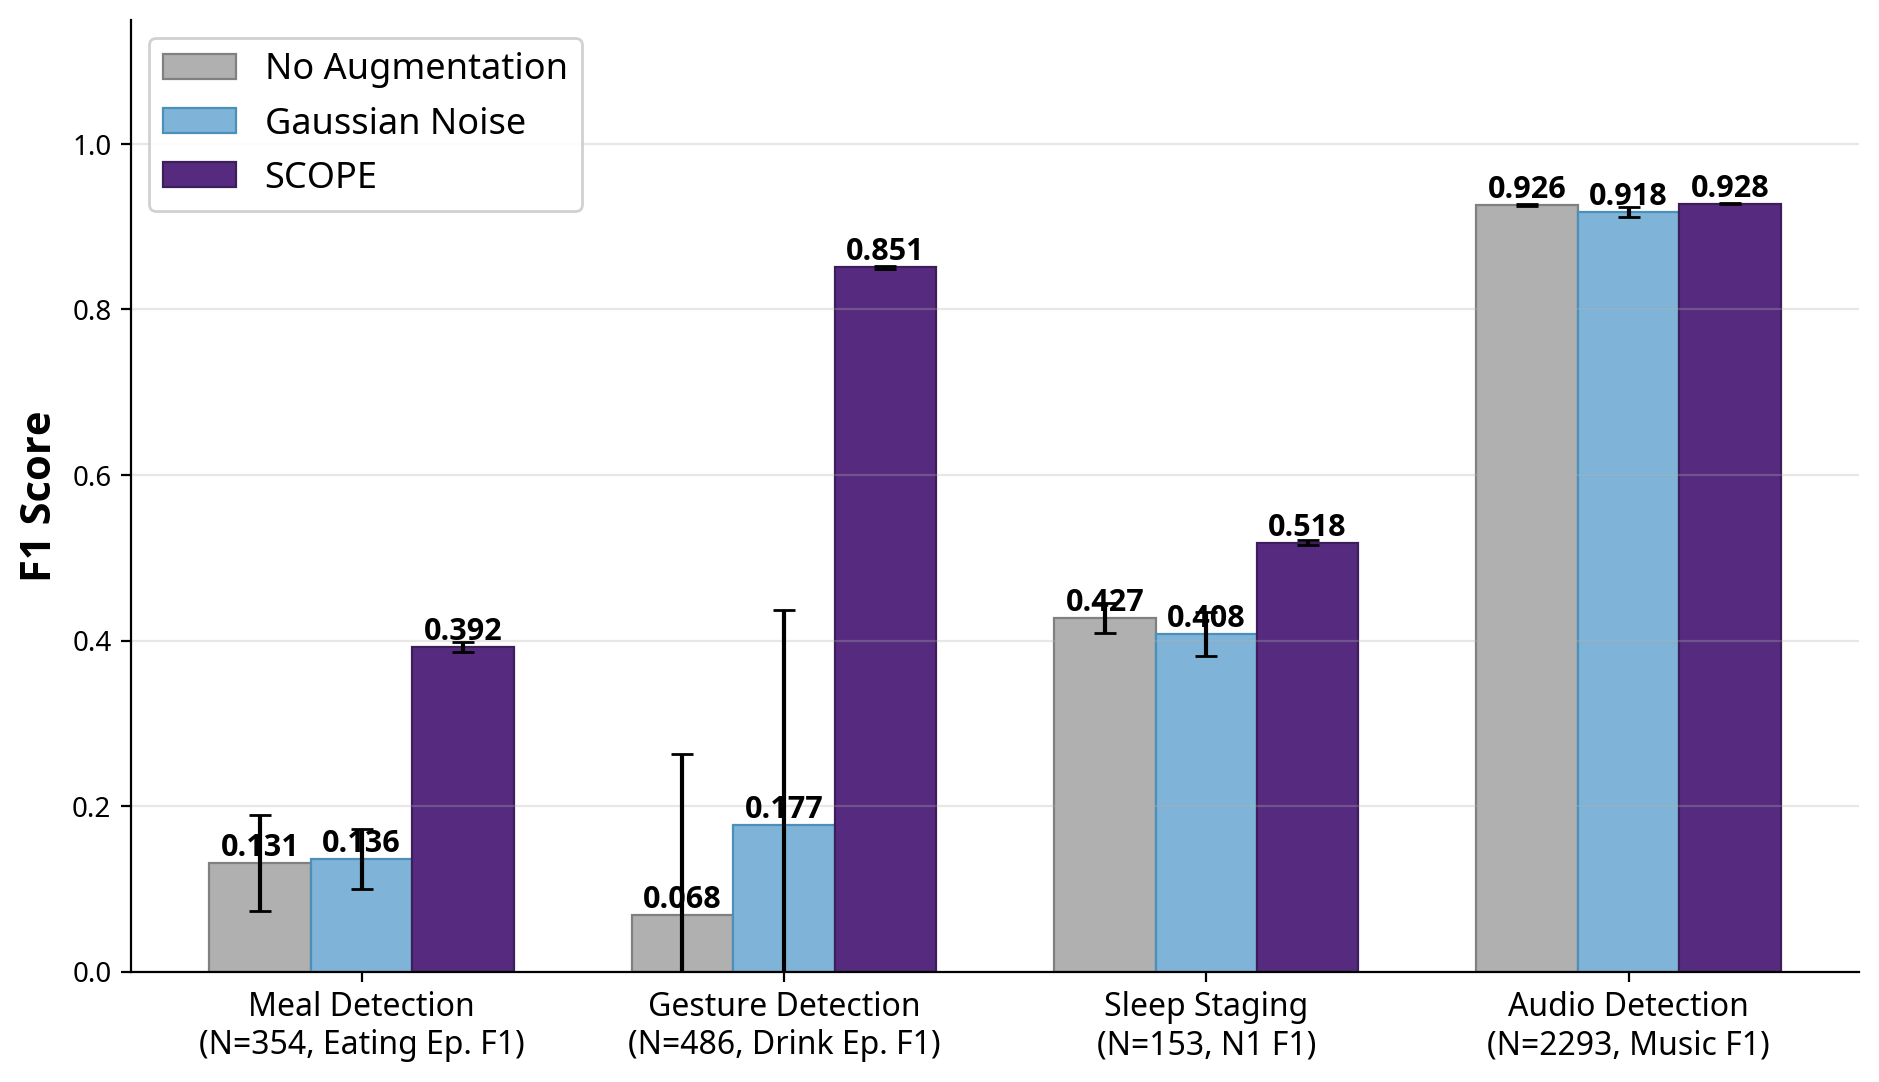 No Augmentation
Gaussian Noise
SCOPE
F1 Score
1.0
0.8
0.6
0.4
0.2
0.0
0.131
0.136
0.392
0.068
0.177
0.851
0.427
0.408
0.518
0.926
0.918
0.928
Meal Detection
(N=354, Eating Ep. F1)
Gesture Detection
(N=486, Drink Ep. F1)
Sleep Staging
(N=153, N1 F1)
Audio Detection
(N=2293, Music F1)